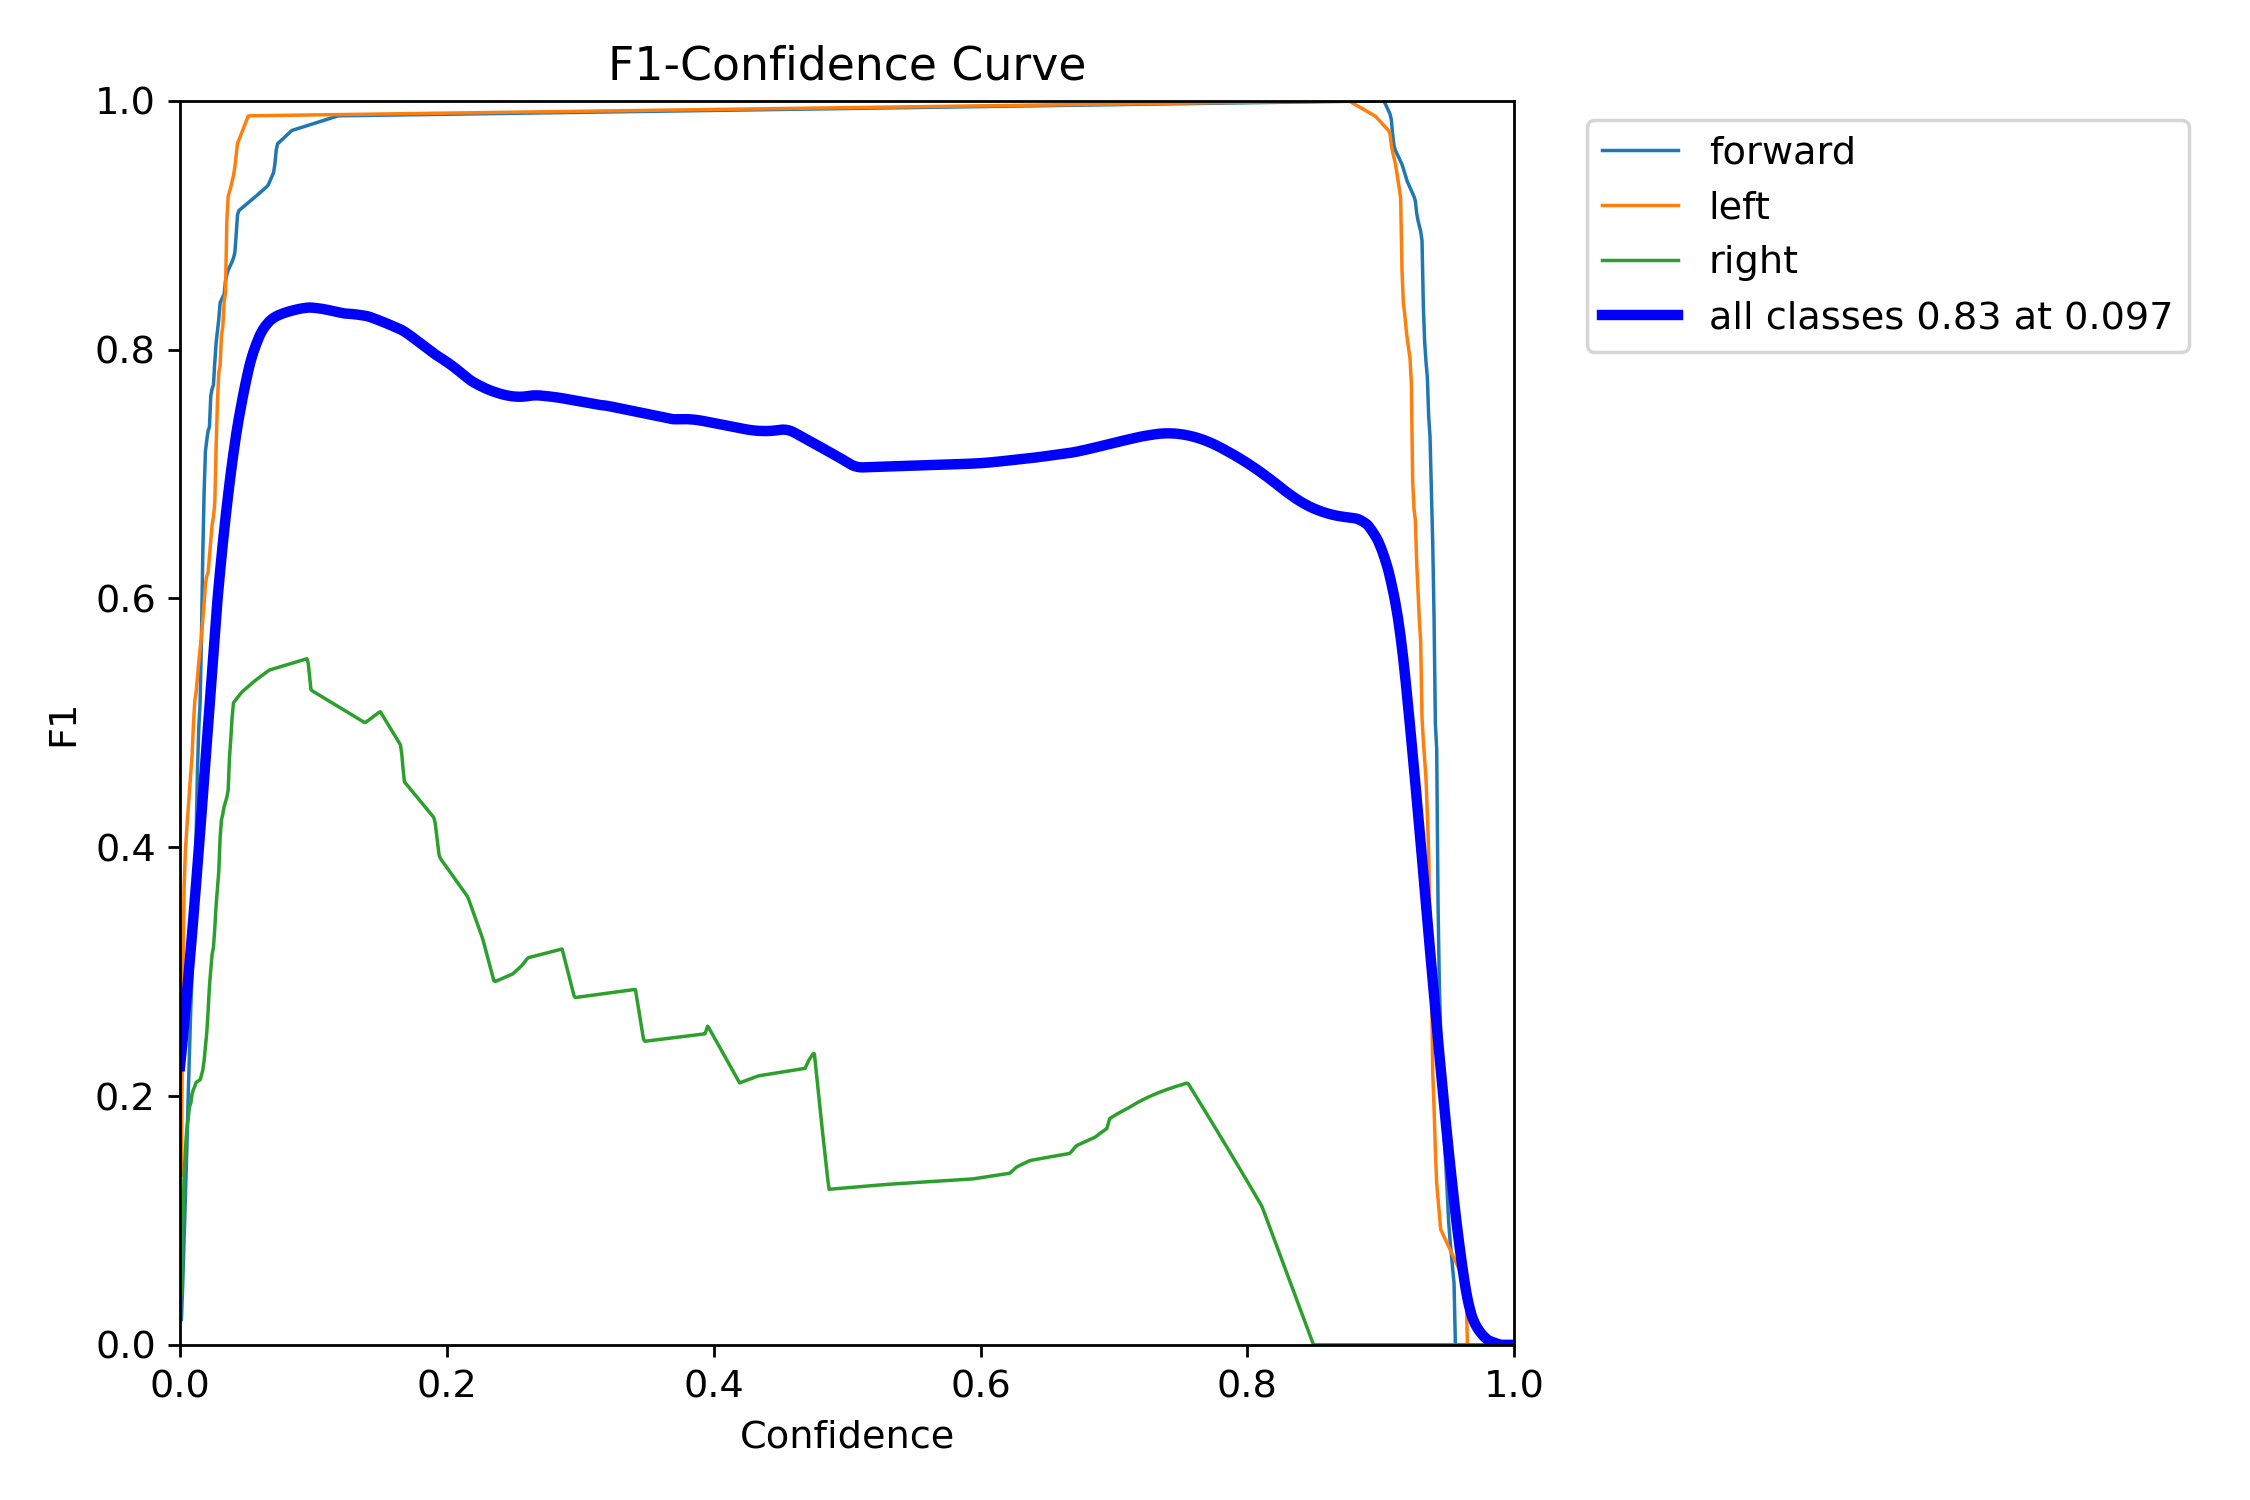 F1-Confidence Curve
1.0
0.8
0.6
0.4
0.2
0.0
F1
0.0 0.2 0.4 0.6 0.8 1.0
Confidence
forward
left
right
all classes 0.83 at 0.097